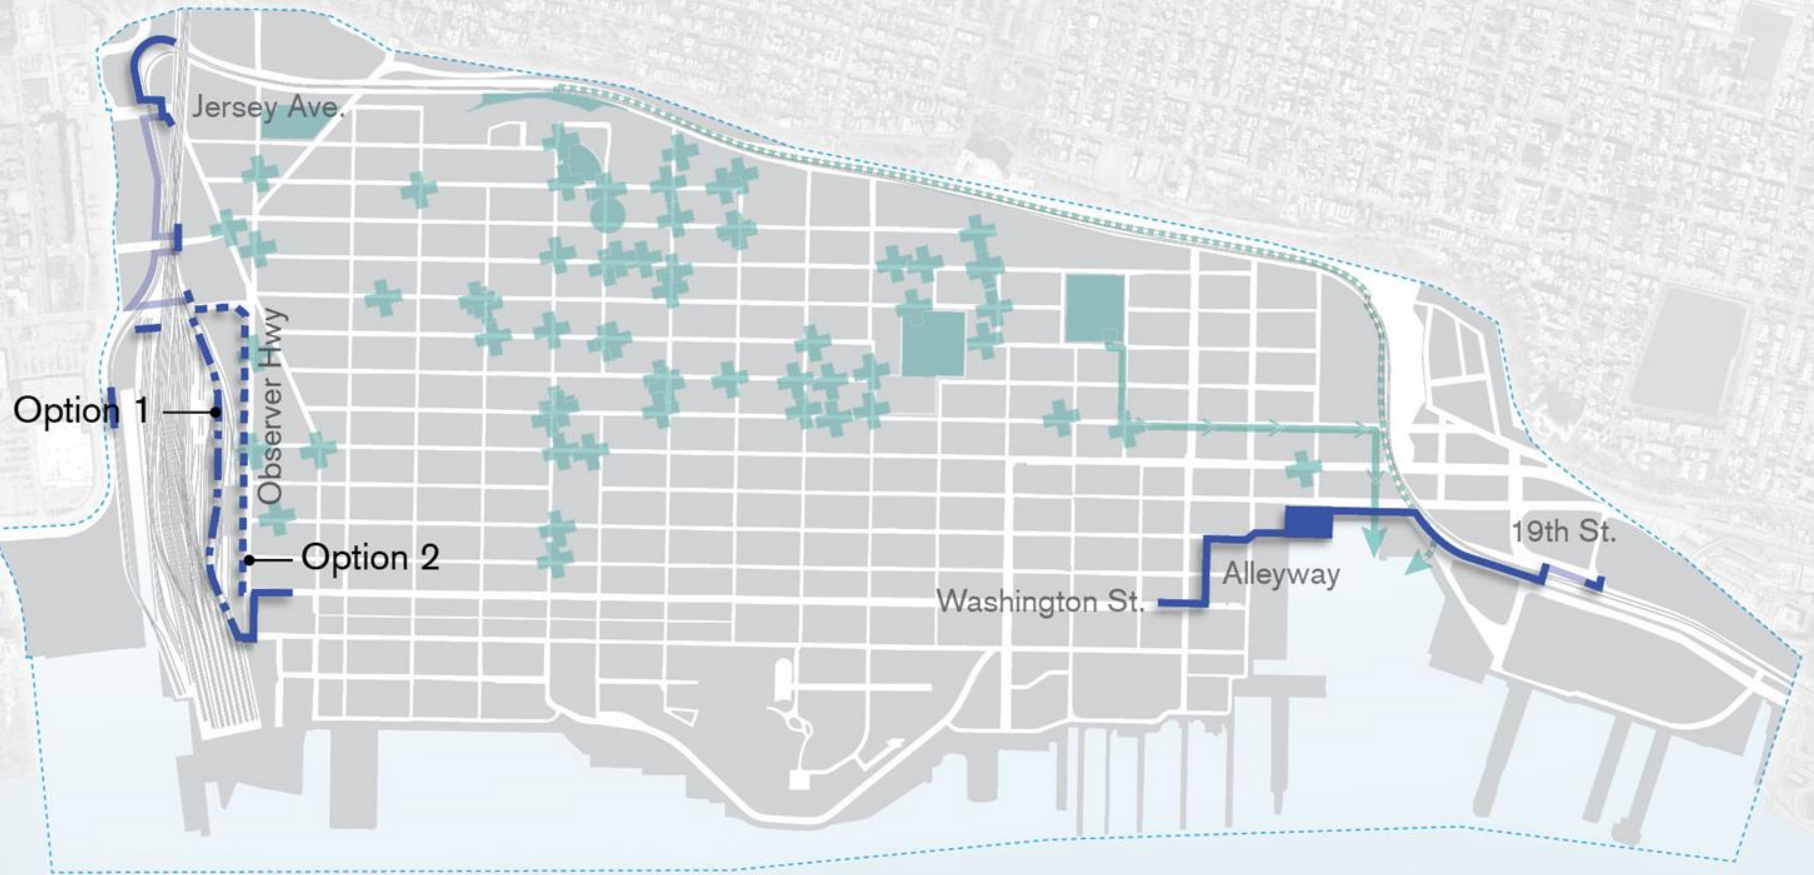 Jersey Ave.
Observer Hwy
Option 1
Option 2
19th St.
Alleyway
Washington St.